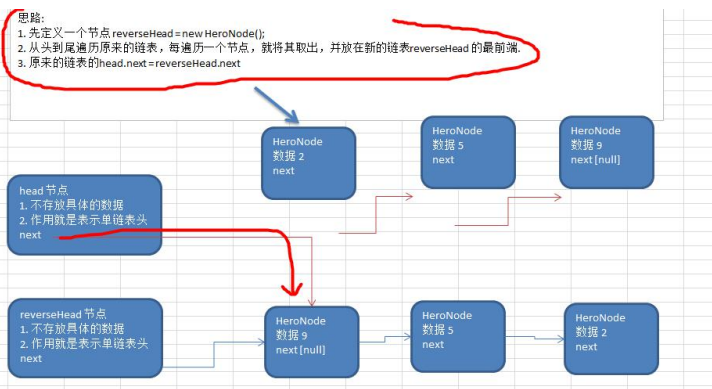 思路:
1. 先定义一个节点 reverseHead = new HeroNode();
2. 从头到尾遍历原来的链表，每遍历一个节点，就将其取出，并放在新的链表reverseHead 的最前端.
3. 原来的链表的head.next = reverseHead.next
HeroNode
数据 2
next
HeroNode
数据 5
next
HeroNode
数据 9
next [null]
head 节点
1. 不存放具体的数据
2. 作用就是表示单链表头
next
reverseHead 节点
1. 不存放具体的数据
2. 作用就是表示单链表头
next
HeroNode
数据 9
next [null]
HeroNode
数据 5
next
HeroNode
数据 2
next